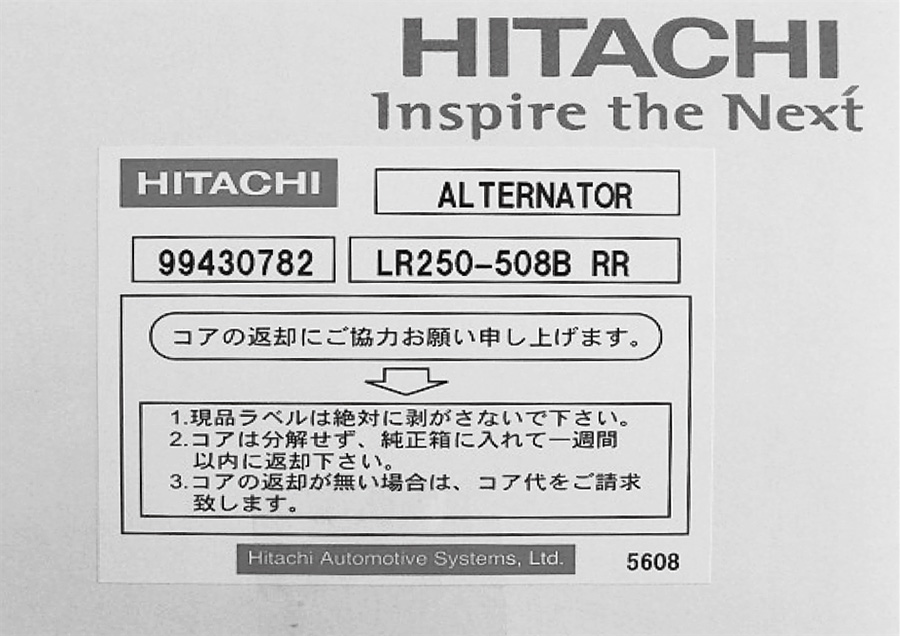 HITACHI
Inspire the Next
HITACHI
ALTERNATOR
99430782
LR250-508B RR
コアの返却にご協力お願い申し上げます。
1.現品ラベルは絶対に剥がさないで下さい。
2.コアは分解せず、純正箱に入れて一週間
以内に返却下さい。
3.コアの返却が無い場合は、コア代をご請求
致します。
Hitachi Automotive Systems, Ltd.
5608